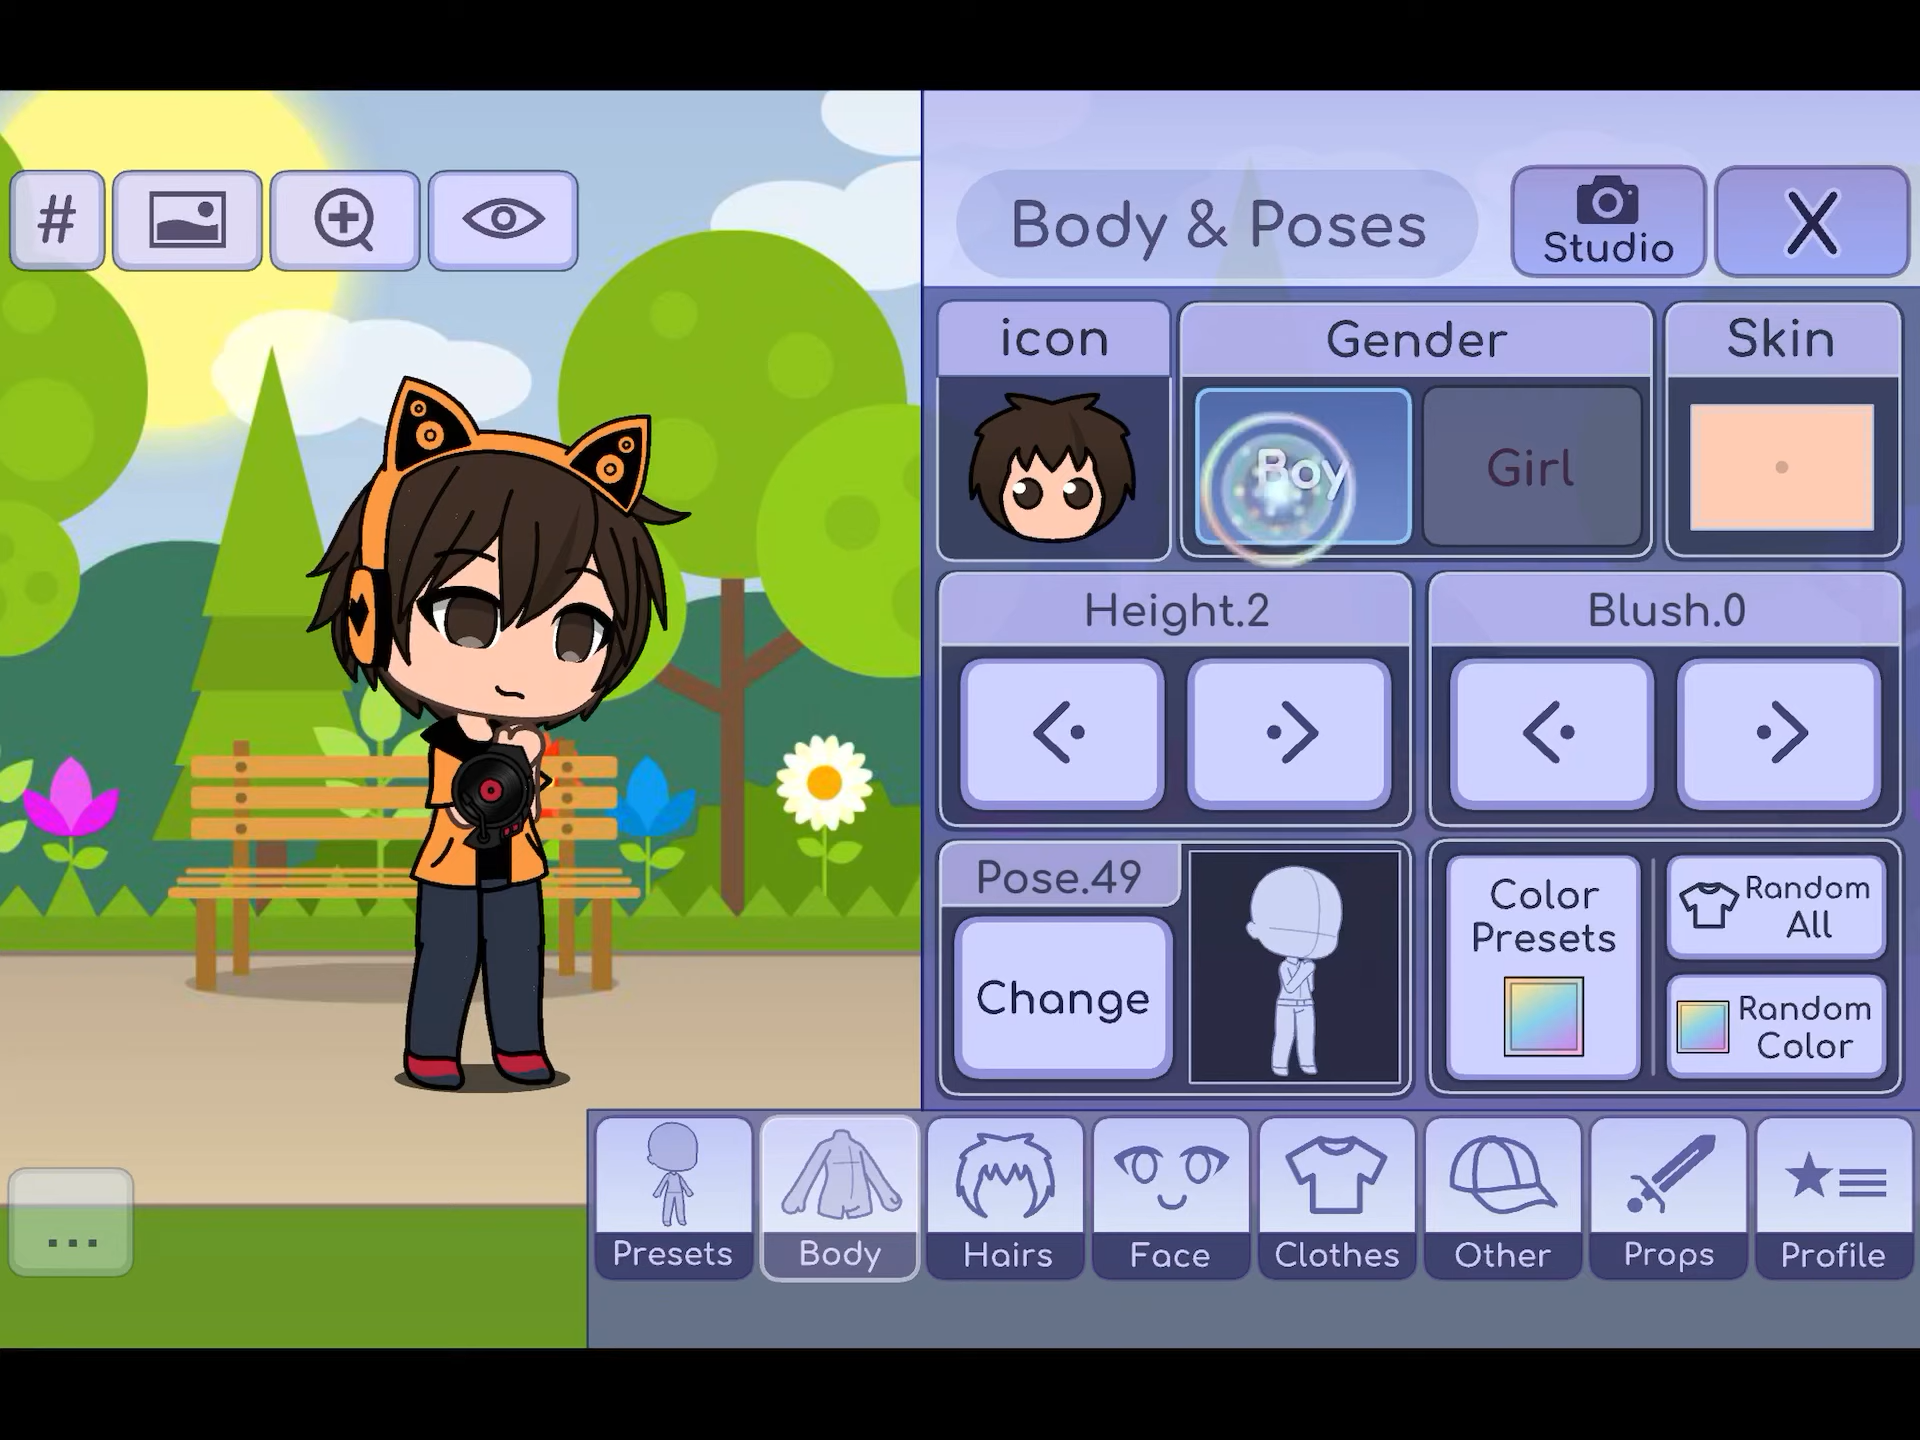 #
Body & Poses
Studio
X
icon
Gender
Skin
Boy
Girl
Height.2
Blush.0
<·
·>
<·
·>
Pose.49
Change
Color
Presets
Random
All
Random
Color
...
Presets
Body
Hairs
Face
Clothes
Other
Props
Profile